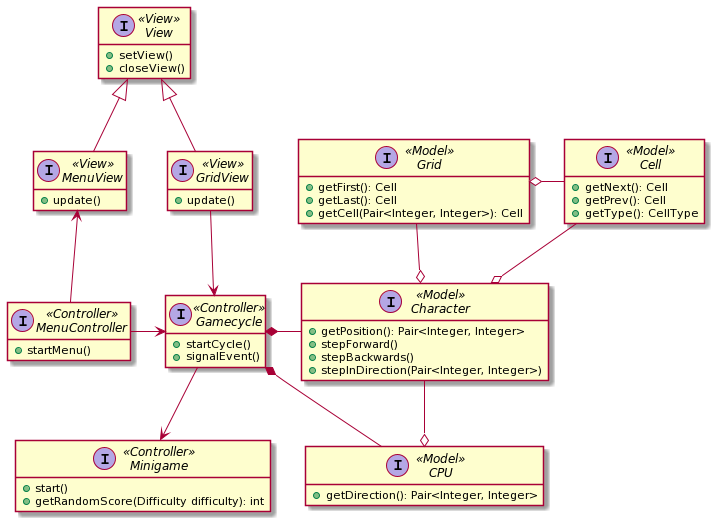 «View»
View
setView()
closeView()
«View»
MenuView
update()
«View»
GridView
update()
«Model»
Grid
getFirst(): Cell
getLast(): Cell
getCell(Pair<Integer, Integer>): Cell
«Model»
Cell
getNext(): Cell
getPrev(): Cell
getType(): CellType
«Controller»
MenuController
startMenu()
«Controller»
Gamecycle
startCycle()
signalEvent()
«Model»
Character
getPosition(): Pair<Integer, Integer>
stepForward()
stepBackwards()
stepInDirection(Pair<Integer, Integer>)
«Controller»
Minigame
start()
getRandomScore(Difficulty difficulty): int
«Model»
CPU
getDirection(): Pair<Integer, Integer>